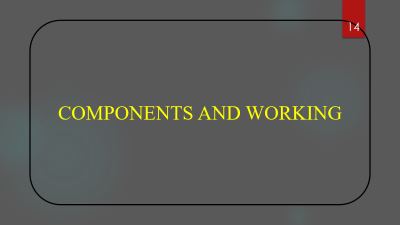 14
COMPONENTS AND WORKING